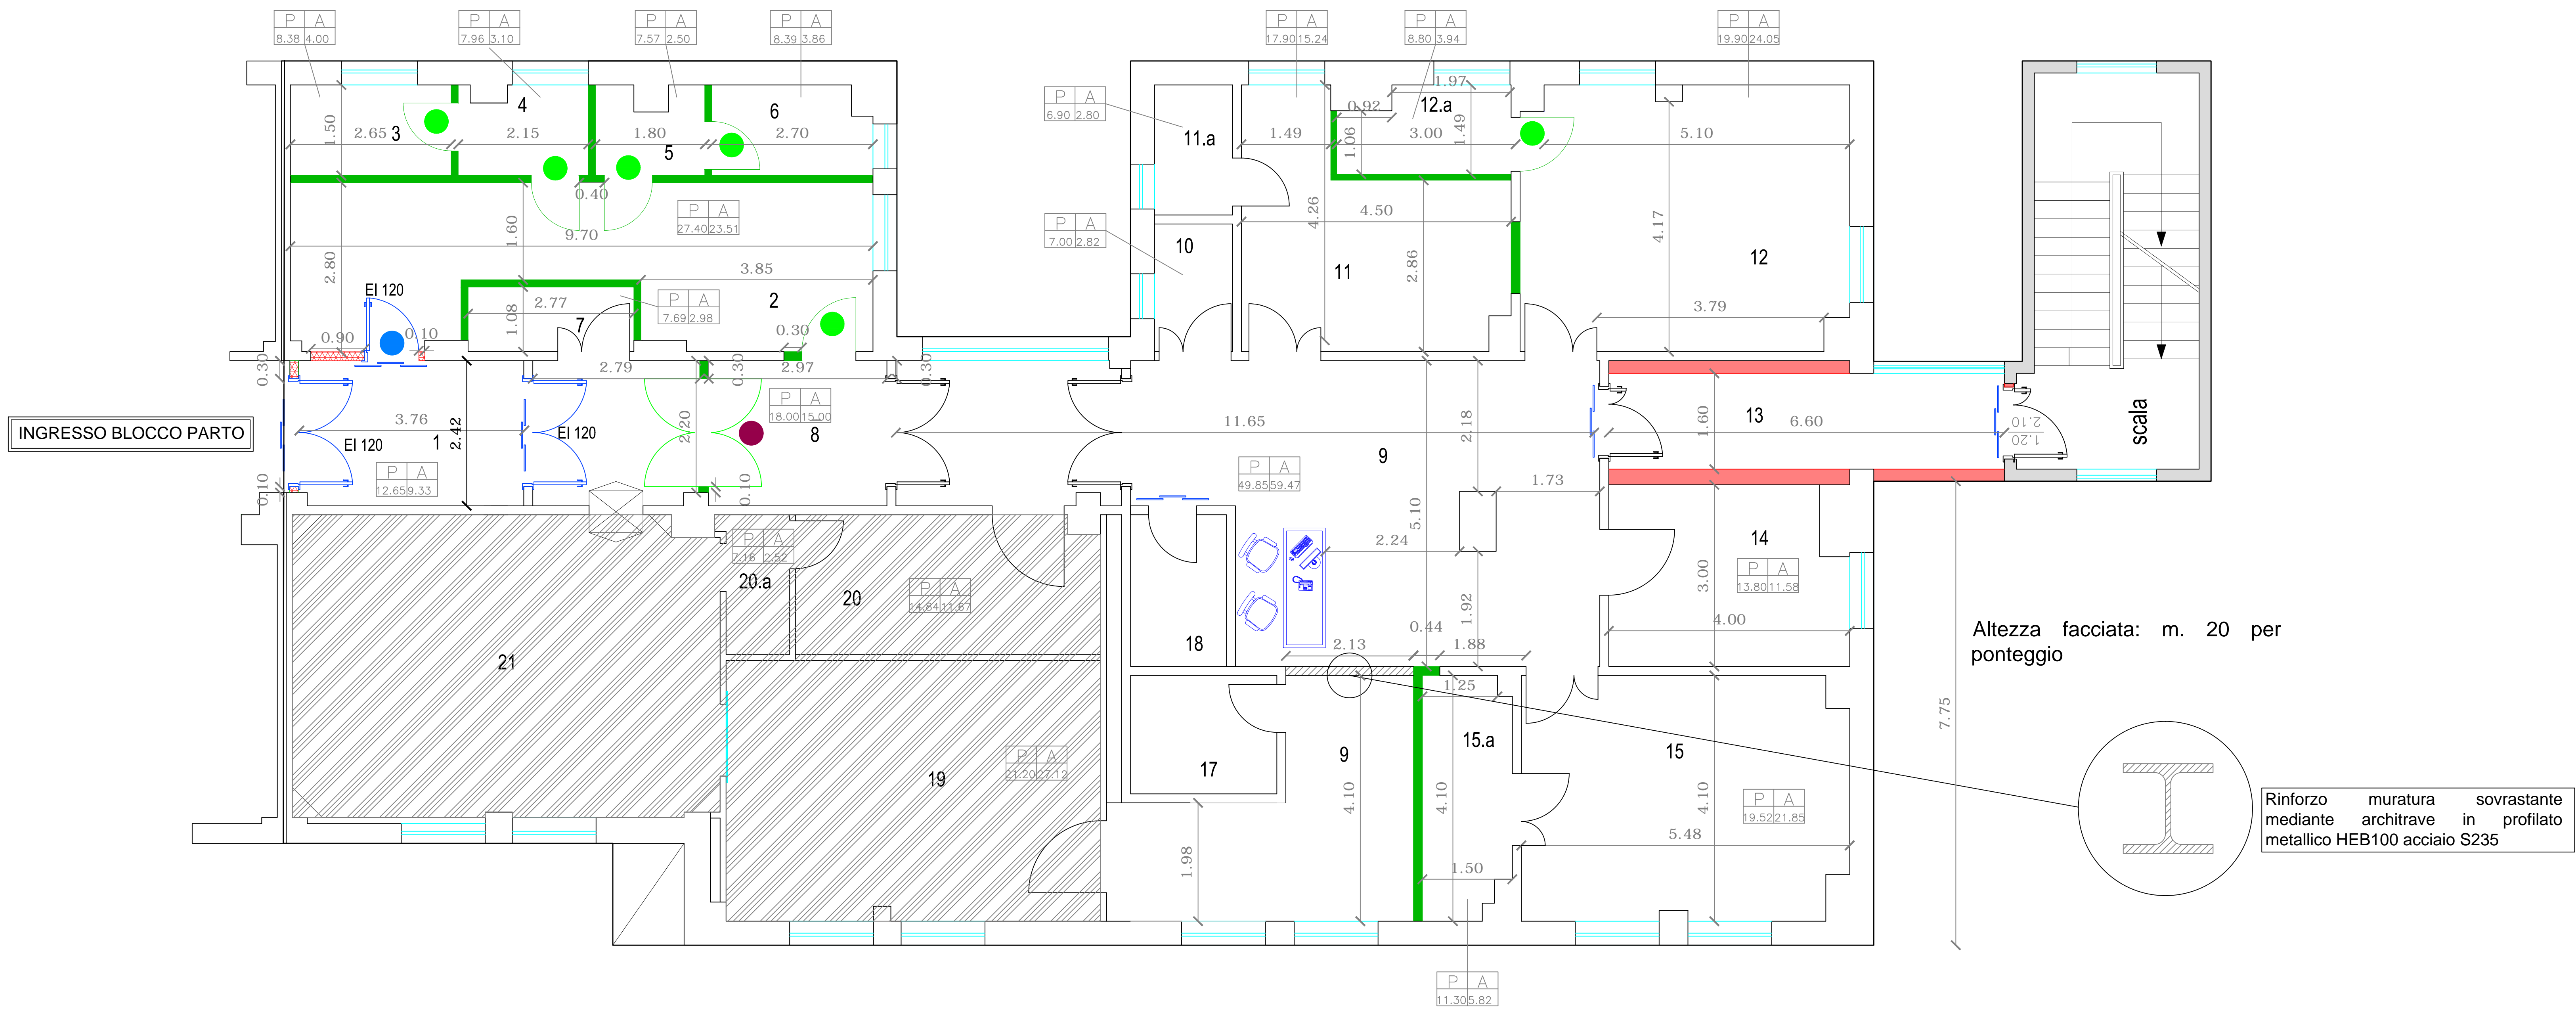 P A P A P A P A P A P A P A
8.38 4.00 7.96 3.10 7.57 2.50 8.39 3.86 17.90 15.24 8.80 3.94 19.90 24.05
1.97
P A
6.90 2.80
4 6 0.92 12.a
1.50 2.65 3 2.15 1.80 5 2.70 11.a 1.49 1.06 3.00 1.49 5.10
0.40
P A
27.40 23.51
P A
7.00 2.82
4.26 4.50 4.17
1.60 9.70 10
2.80 3.85 11 2.86 12
EI 120
2.77 P A
7.69 2.98
2
1.08 7
0.90 0.10 0.30 3.79
0.30 2.79 0.30 2.97 0.30
P A
18.00 15.00
INGRESSO BLOCCO PARTO
3.76 1 2.42 EI 120 2.20 8 11.65 2.18 1.60 13 6.60
EI 120
2.10
1.20
scala
9
P A
12.65 9.33
0.10 0.10
P A
49.85 59.47
1.73
5.10
P A
7.16 2.52
2.24 14
20.a 20
P A
14.84 11.67
P A
13.80 11.58
3.00
1.92
0.44 4.00
18 2.13 1.88
21
Altezza facciata: m. 20 per
ponteggio
1.25
7.75
15.a 15
9
P A
21.20 27.12
19 17
4.10 4.10 4.10
P A
19.52 21.85
Rinforzo muratura sovrastante
mediante architrave in profilato
metallico HEB100 acciaio S235
5.48
1.98 1.50
P A
11.30 5.82